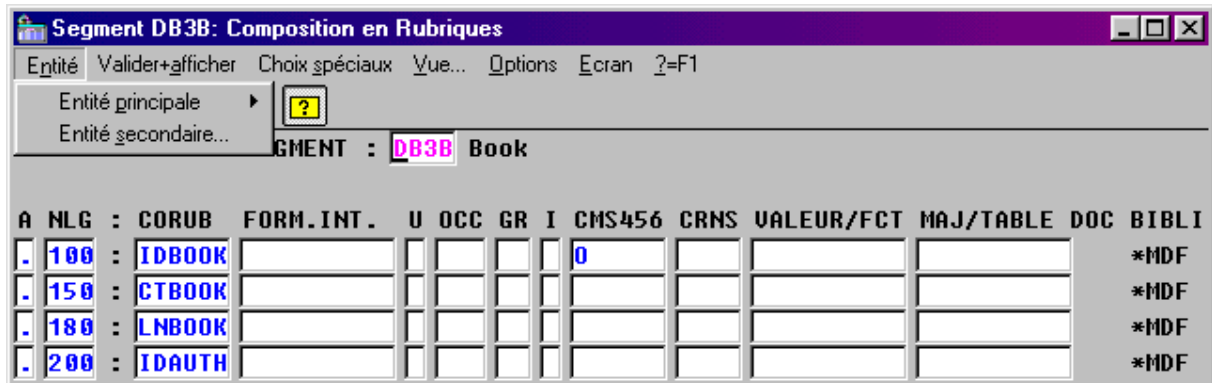 Segment DB3B: Composition en Rubriques
Entité Valider+afficher Choix spéciaux Vue... Options Ecran ?=F1
Entité principale
Entité secondaire...
?
GMENT : DB3B Book
A NLG : CORUB FORM.INT. U OCC GR I CMS456 CRNS VALEUR/FCT MAJ/TABLE DOC BIBLI
. 100 : IDBOOK O *MDF
. 150 : CTBOOK *MDF
. 180 : LNBOOK *MDF
. 200 : IDAUTH *MDF